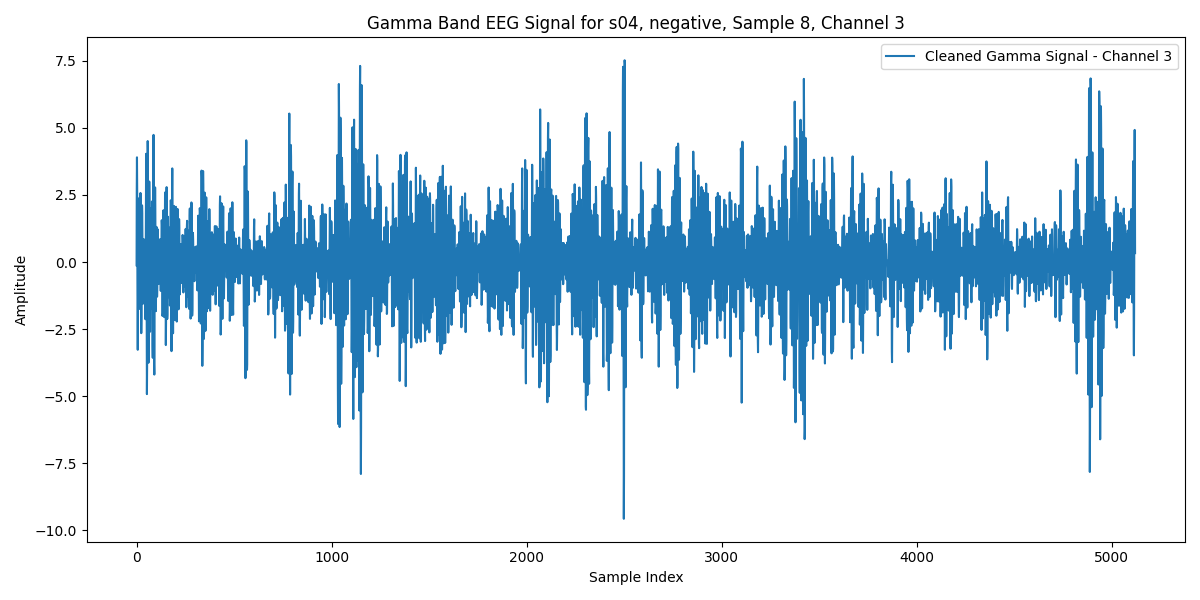 Gamma Band EEG Signal for s04, negative, Sample 8, Channel 3
Cleaned Gamma Signal - Channel 3
7.5
5.0
2.5
0.0
−2.5
−5.0
−7.5
−10.0
Amplitude
0 1000 2000 3000 4000 5000
Sample Index